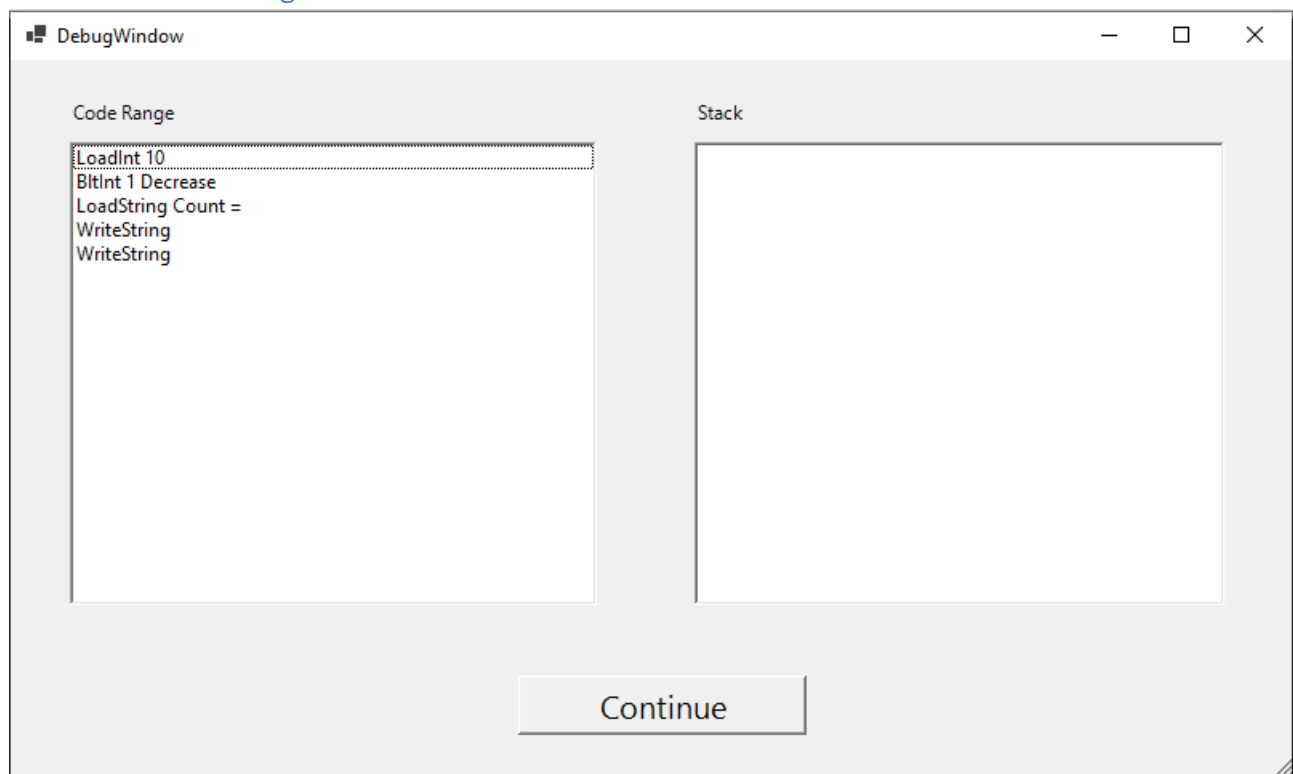 DebugWindow
Code Range
LoadInt 10
BltInt 1 Decrease
LoadString Count =
WriteString
WriteString
Stack
Continue